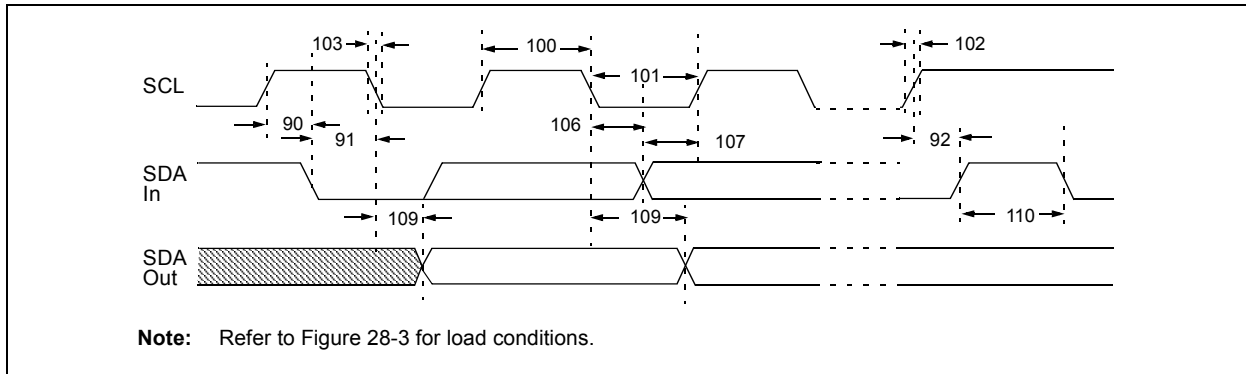 103
100
101
102
SCL
90
91
106
107
92
SDA
In
109
109
110
SDA
Out
Note: Refer to Figure 28-3 for load conditions.